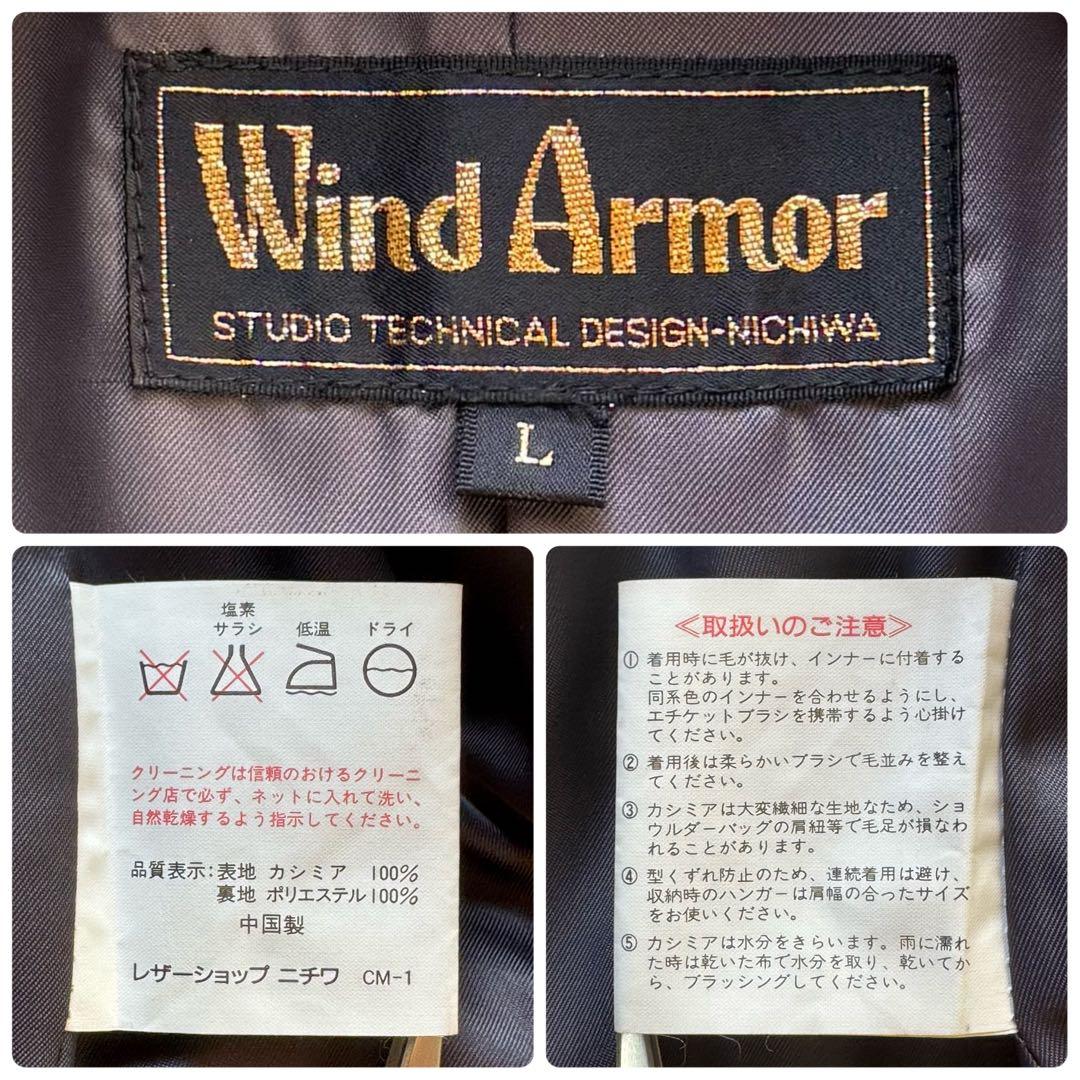 Wind Armor
STUDIO TECHNICAL DESIGN-NICHIWA
L
塩素
サラシ 低温 ドライ
クリーニングは信頼のおけるクリーニ
ング店で必ず、ネットに入れて洗い、
自然乾燥するよう指示してください。
品質表示:表地 カシミア 100%
裏地 ポリエステル100%
中国製
レザーショップ ニチワ CM-1
≪取扱いのご注意≫
① 着用時に毛が抜け、インナーに付着する
ことがあります。
同系色のインナーを合わせるようにし、
エチケットブラシを携帯するよう心掛け
てください。
② 着用後は柔らかいブラシで毛並みを整え
てください。
③ カシミアは大変繊細な生地なため、ショ
ウルダーバッグの肩紐等で毛足が損なわ
れることがあります。
④ 型くずれ防止のため、連続着用は避け、
収納時のハンガーは肩幅の合ったサイズ
をお使いください。
⑤ カシミアは水分をきらいます。雨に濡れ
た時は乾いた布で水分を取り、乾いてか
ら、ブラッシングしてください。